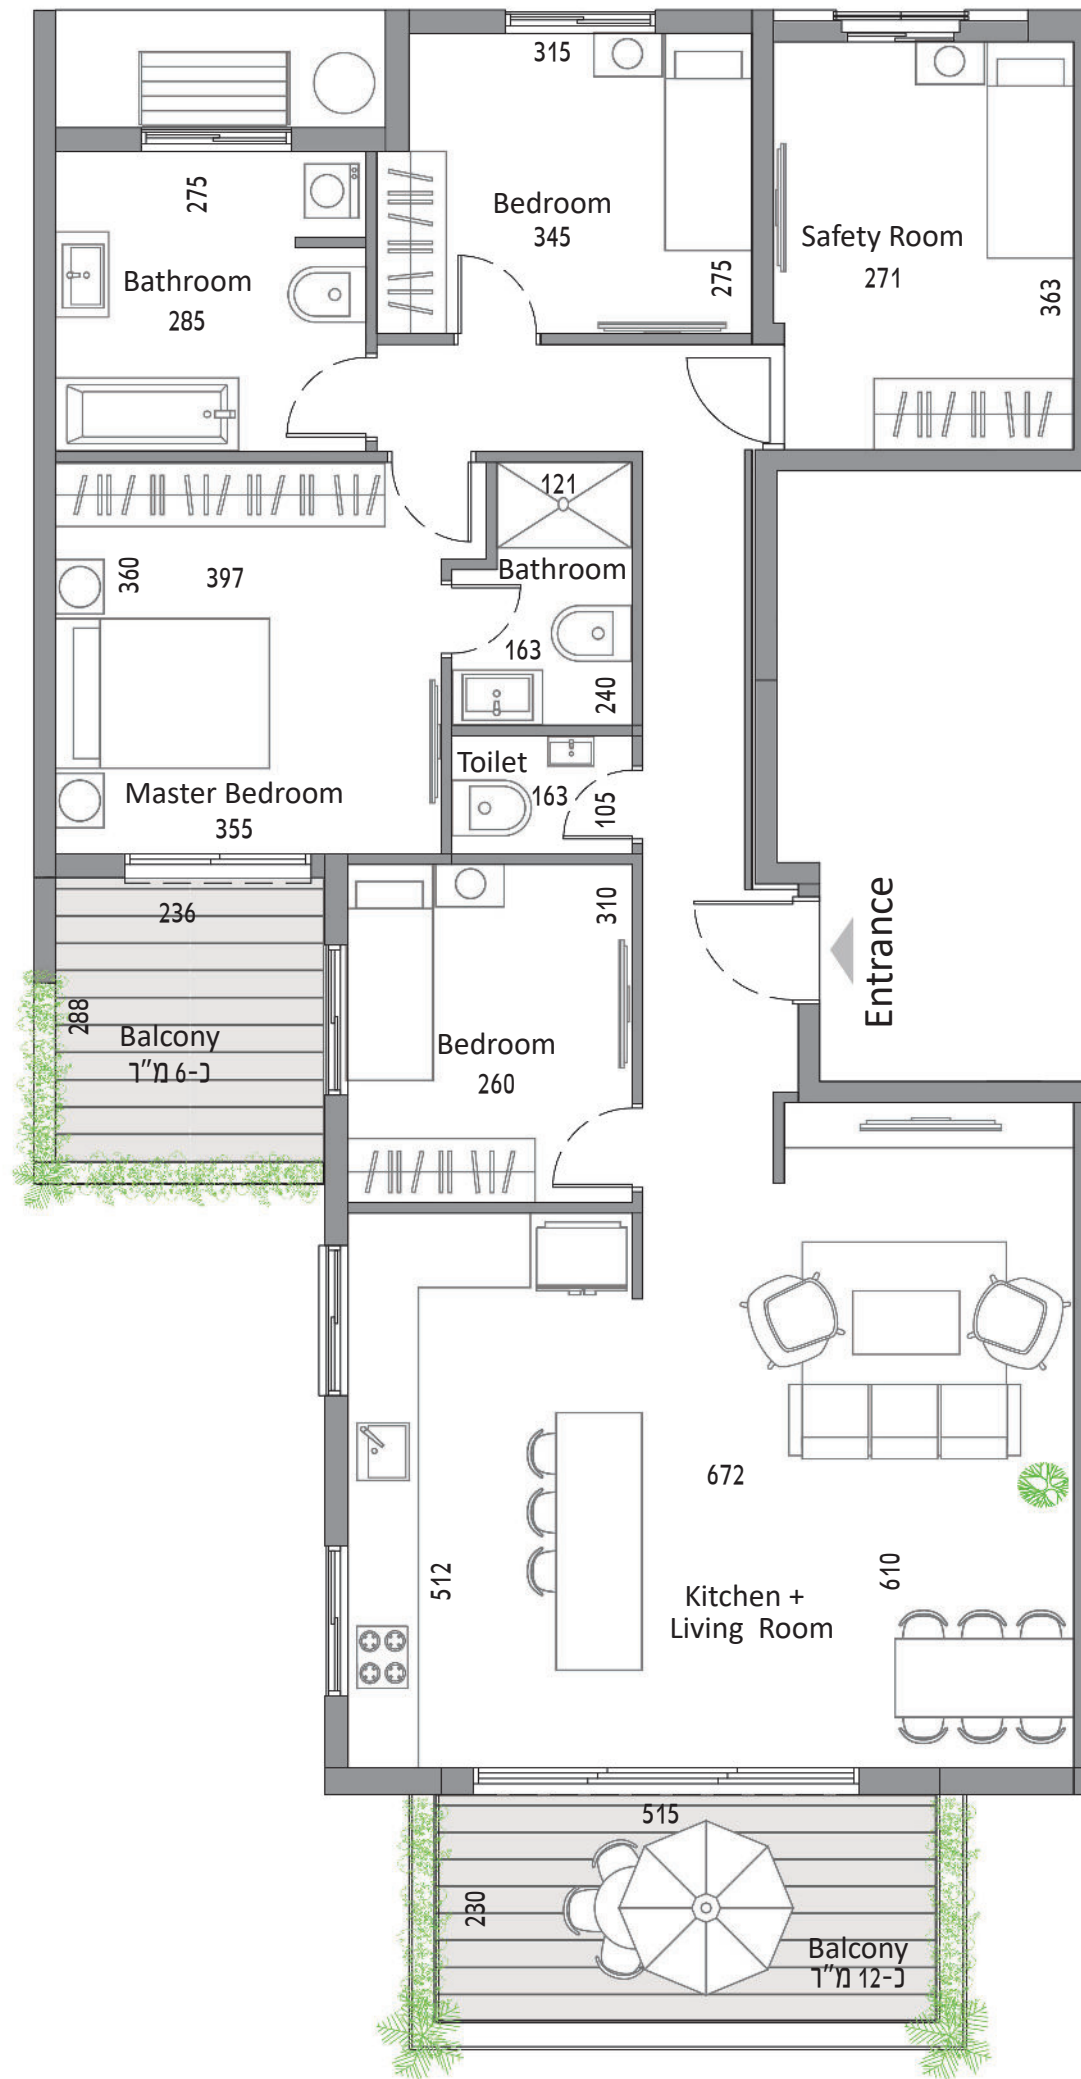 315
275
Bedroom
345
275
Safety Room
271
363
Bathroom
285
121
Bathroom
163
240
360
397
Master Bedroom
355
Toilet
163
105
236
288
Balcony
כ-6 מ"ר
310
Bedroom
260
Entrance
672
512
610
Kitchen +
Living Room
515
230
Balcony
כ-12 מ"ר